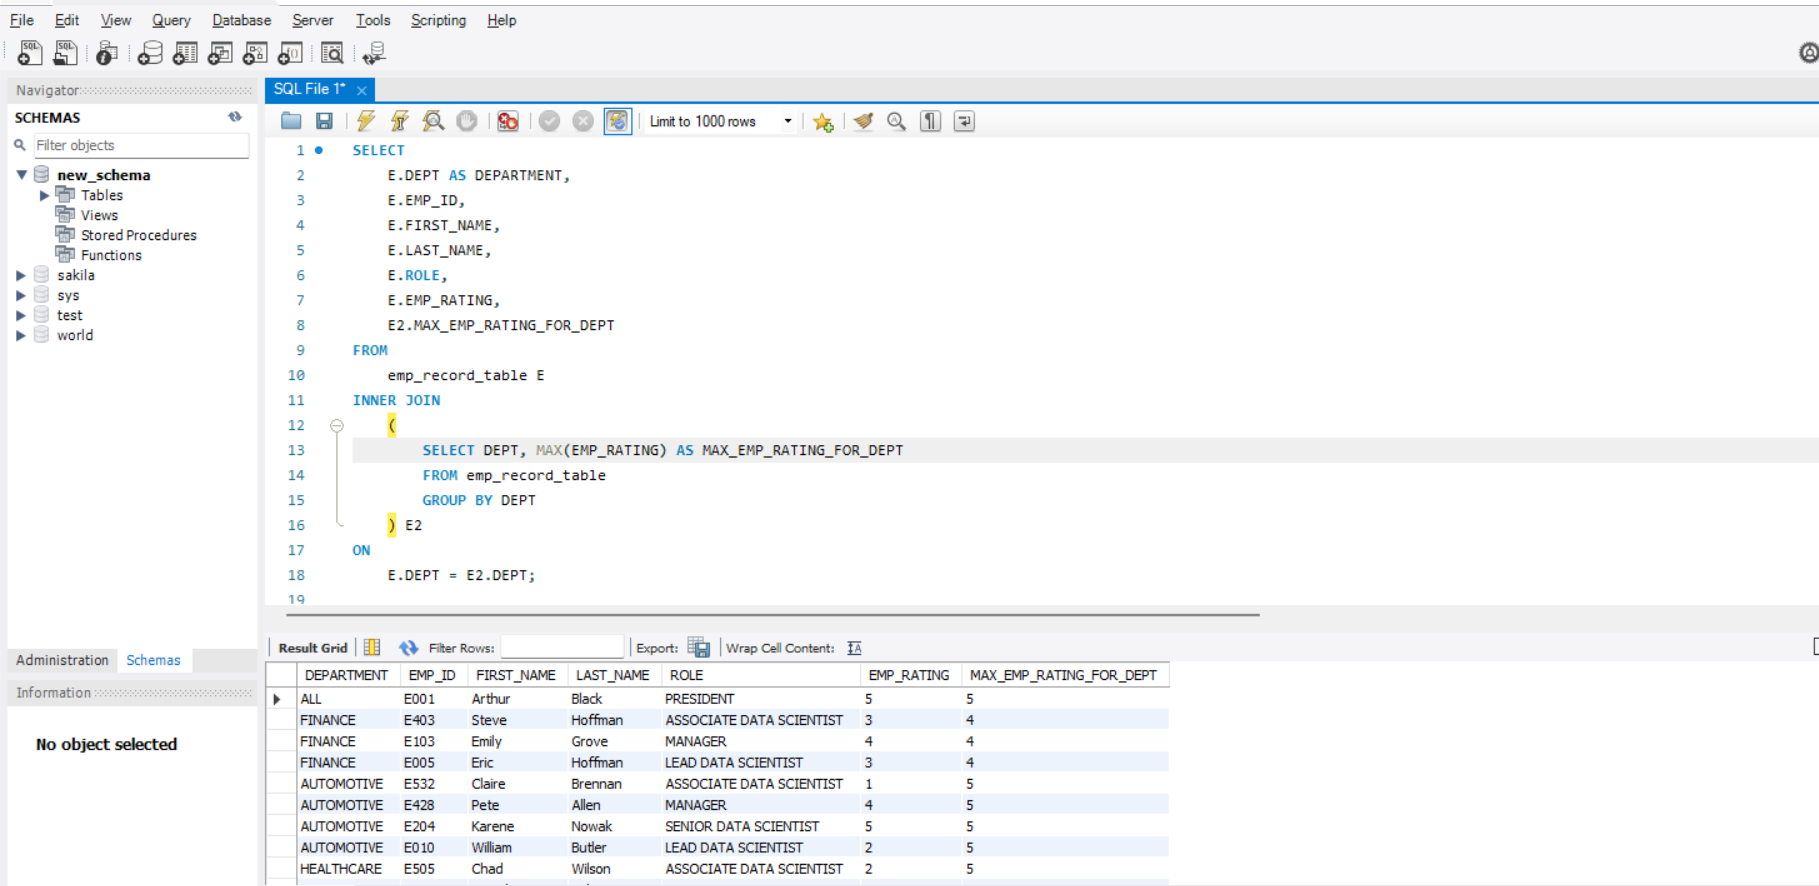 File Edit View Query Database Server Tools Scripting Help
Navigator
SQL File 1* ×
SCHEMAS
Limit to 1000 rows
Filter objects
new_schema
Tables
Views
Stored Procedures
Functions
sakila
sys
test
world
1 SELECT
2 E.DEPT AS DEPARTMENT,
3 E.EMP_ID,
4 E.FIRST_NAME,
5 E.LAST_NAME,
6 E.ROLE,
7 E.EMP_RATING,
8 E2.MAX_EMP_RATING_FOR_DEPT
9 FROM
10 emp_record_table E
11 INNER JOIN
12 (
13 SELECT DEPT, MAX(EMP_RATING) AS MAX_EMP_RATING_FOR_DEPT
14 FROM emp_record_table
15 GROUP BY DEPT
16 ) E2
17 ON
18 E.DEPT = E2.DEPT;
19
Administration Schemas
Information
No object selected
Result Grid Filter Rows: Export: Wrap Cell Content:
DEPARTMENT EMP_ID FIRST_NAME LAST_NAME ROLE EMP_RATING MAX_EMP_RATING_FOR_DEPT
ALL E001 Arthur Black PRESIDENT 5 5
FINANCE E403 Steve Hoffman ASSOCIATE DATA SCIENTIST 3 4
FINANCE E103 Emily Grove MANAGER 4 4
FINANCE E005 Eric Hoffman LEAD DATA SCIENTIST 3 4
AUTOMOTIVE E532 Claire Brennan ASSOCIATE DATA SCIENTIST 1 5
AUTOMOTIVE E428 Pete Allen MANAGER 4 5
AUTOMOTIVE E204 Karene Nowak SENIOR DATA SCIENTIST 5 5
AUTOMOTIVE E010 William Butler LEAD DATA SCIENTIST 2 5
HEALTHCARE E505 Chad Wilson ASSOCIATE DATA SCIENTIST 2 5